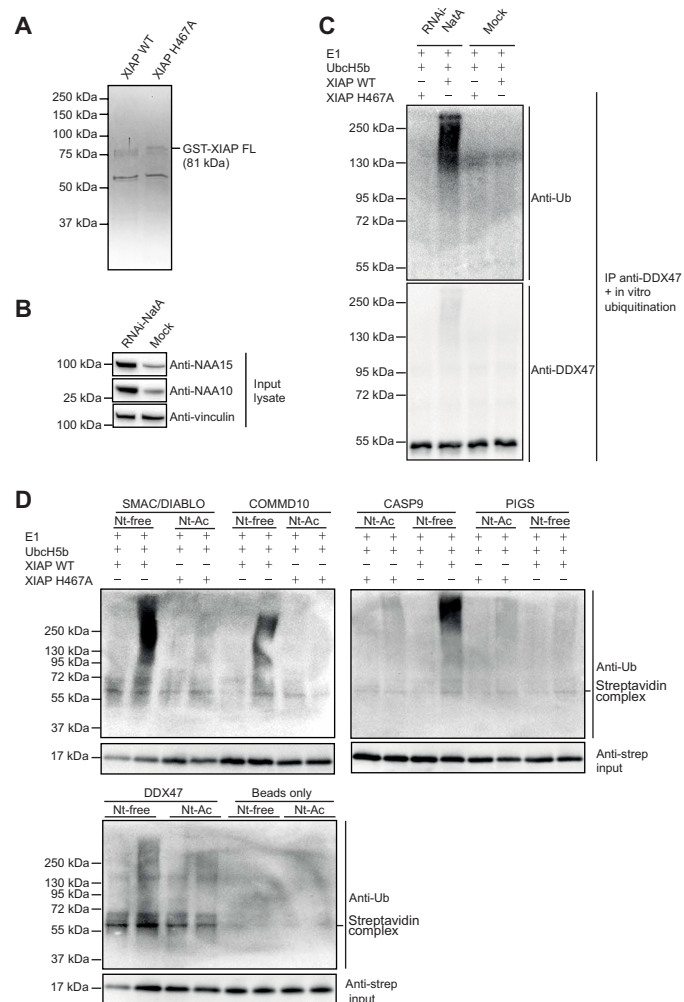 A
XIAP WT
XIAP H467A
250 kDa
150 kDa
100 kDa
75 kDa
50 kDa
37 kDa
GST-XIAP FL
(81 kDa)
B
RNAi-NatA
Mock
100 kDa
Anti-NAA15
25 kDa
Anti-NAA10
100 kDa
Anti-vinculin
Input
lysate
C
RNAi-
NatA
Mock
E1 + + + +
UbcH5b + + + +
XIAP WT – + – +
XIAP H467A + – + –
250 kDa
130 kDa
95 kDa
72 kDa
55 kDa
Anti-Ub
250 kDa
130 kDa
95 kDa
72 kDa
55 kDa
Anti-DDX47
IP anti-DDX47
+ in vitro
ubiquitination
D
SMAC/DIABLO COMMD10 CASP9 PIGS
Nt-free Nt-Ac Nt-free Nt-Ac Nt-Ac Nt-free Nt-Ac Nt-free
E1 + + + + + + + + + + + + + + + +
UbcH5b + + + + + + + + + + + + + + + +
XIAP WT – + – + – + – + – + – + – + – +
XIAP H467A – – + + – – + + + + – – + + – –
250 kDa
130 kDa
95 kDa
72 kDa
55 kDa
37 kDa
17 kDa
Anti-Ub
Streptavidin
complex
Anti-strep
input
DDX47 Beads only
Nt-free Nt-Ac Nt-free Nt-Ac
250 kDa
130 kDa
95 kDa
72 kDa
55 kDa
37 kDa
17 kDa
Anti-Ub
Streptavidin
complex
Anti-strep
input